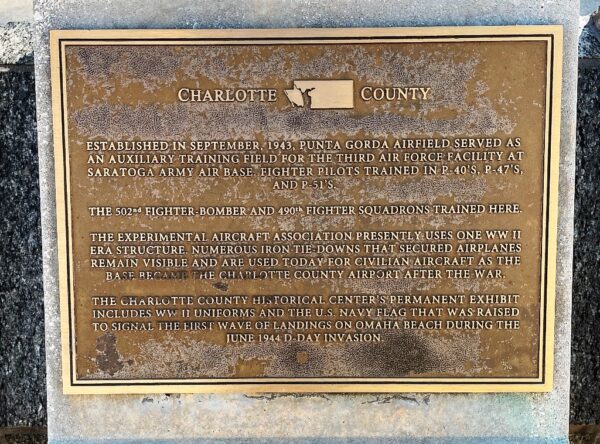 CHARLOTTE COUNTY
ESTABLISHED IN SEPTEMBER, 1943, PUNTA GORDA AIRFIELD SERVED AS
AN AUXILIARY TRAINING FIELD FOR THE THIRD AIR FORCE FACILITY AT
SARATOGA ARMY AIR BASE. FIGHTER PILOTS TRAINED IN P-40'S, P-47'S,
AND P-51'S.
THE 502nd FIGHTER-BOMBER AND 490th FIGHTER SQUADRONS TRAINED HERE.
THE EXPERIMENTAL AIRCRAFT ASSOCIATION PRESENTLY USES ONE WW II
ERA STRUCTURE. NUMEROUS IRON TIE-DOWNS THAT SECURED AIRPLANES
REMAIN VISIBLE AND ARE USED TODAY FOR CIVILIAN AIRCRAFT AS THE
BASE BECAME THE CHARLOTTE COUNTY AIRPORT AFTER THE WAR.
THE CHARLOTTE COUNTY HISTORICAL CENTER'S PERMANENT EXHIBIT
INCLUDES WW II UNIFORMS AND THE U.S. NAVY FLAG THAT WAS RAISED
TO SIGNAL THE FIRST WAVE OF LANDINGS ON OMAHA BEACH DURING THE
JUNE 1944 D-DAY INVASION.